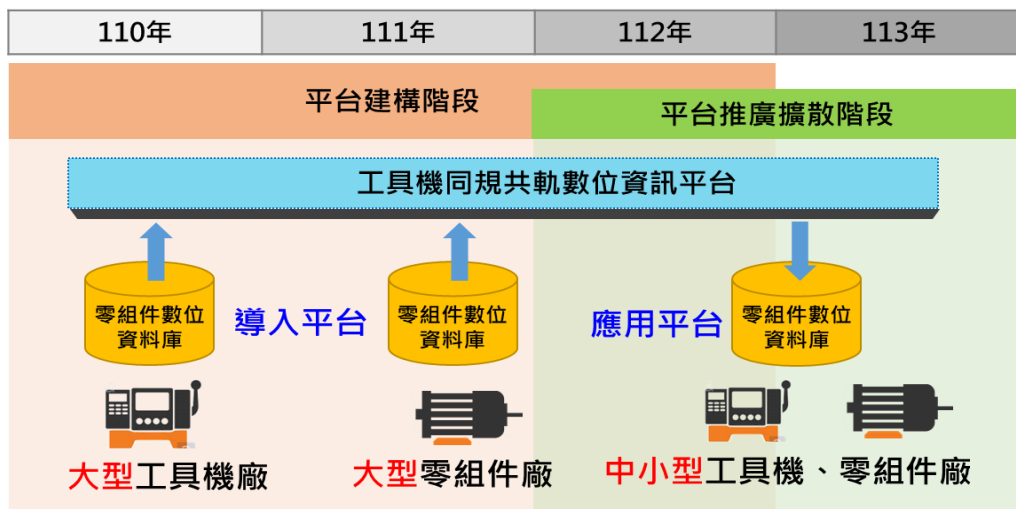 110年
111年
112年
113年
平台建構階段
平台推廣擴散階段
工具機同規共軌數位資訊平台
零組件數位
資料庫
導入平台
零組件數位
資料庫
應用平台
零組件數位
資料庫
大型工具機廠
大型零組件廠
中小型工具機、零組件廠